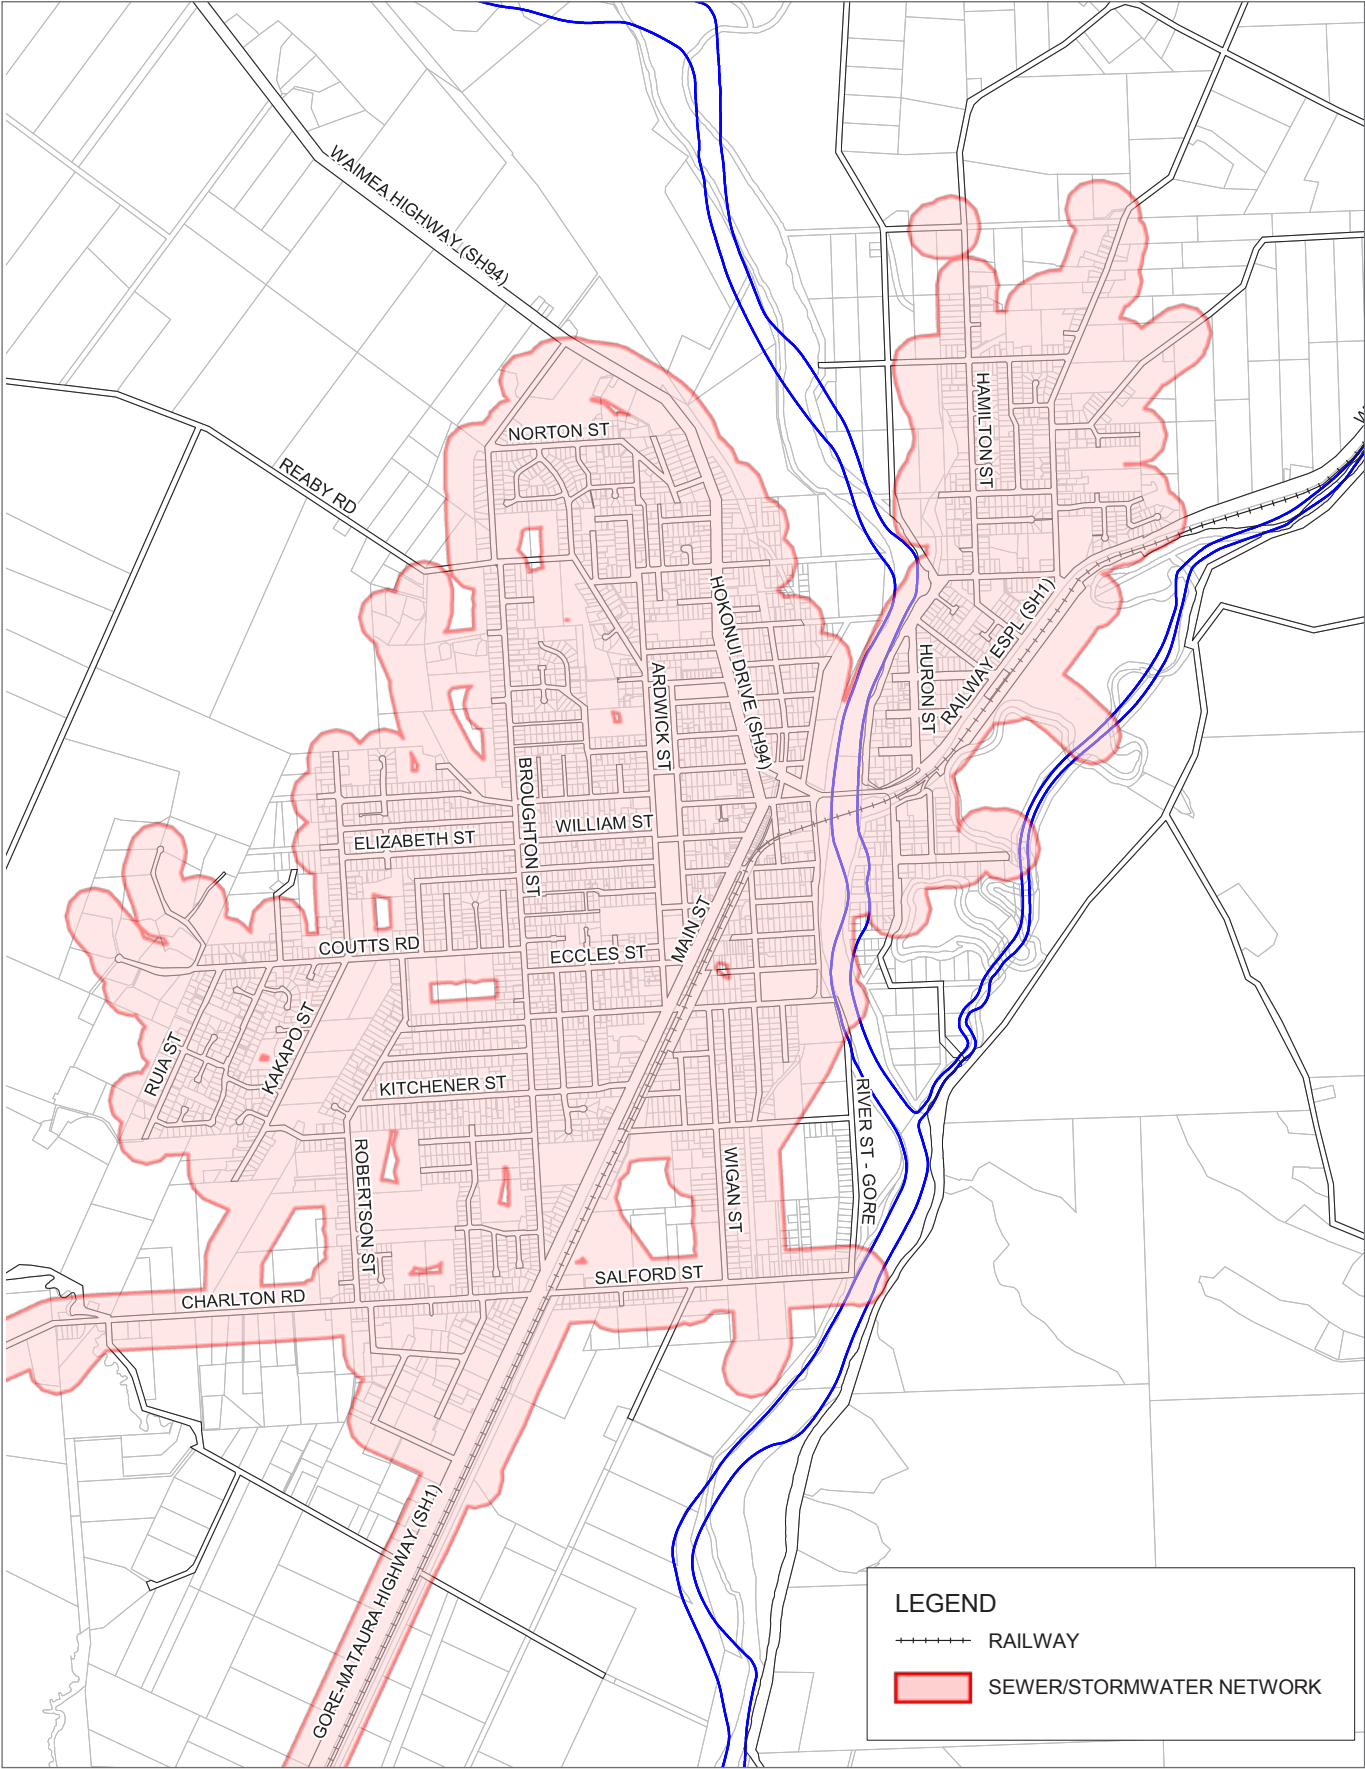 WAIMEA HIGHWAY (SH94)
NORTON ST
HAMILTON ST
REABY RD
HOKONUI DRIVE (SH94)
RAILWAY ESPL (SH1)
HURON ST
ARDWICK ST
BROUGHTON ST
WILLIAM ST
ELIZABETH ST
MAIN ST
COUTTS RD
ECCLES ST
RUIA ST
KAKAPO ST
KITCHENER ST
RIVER ST - GORE
ROBERTSON ST
WIGAN ST
SALFORD ST
CHARLTON RD
GORE-MATAURA HIGHWAY (SH1)
LEGEND
RAILWAY
SEWER/STORMWATER NETWORK